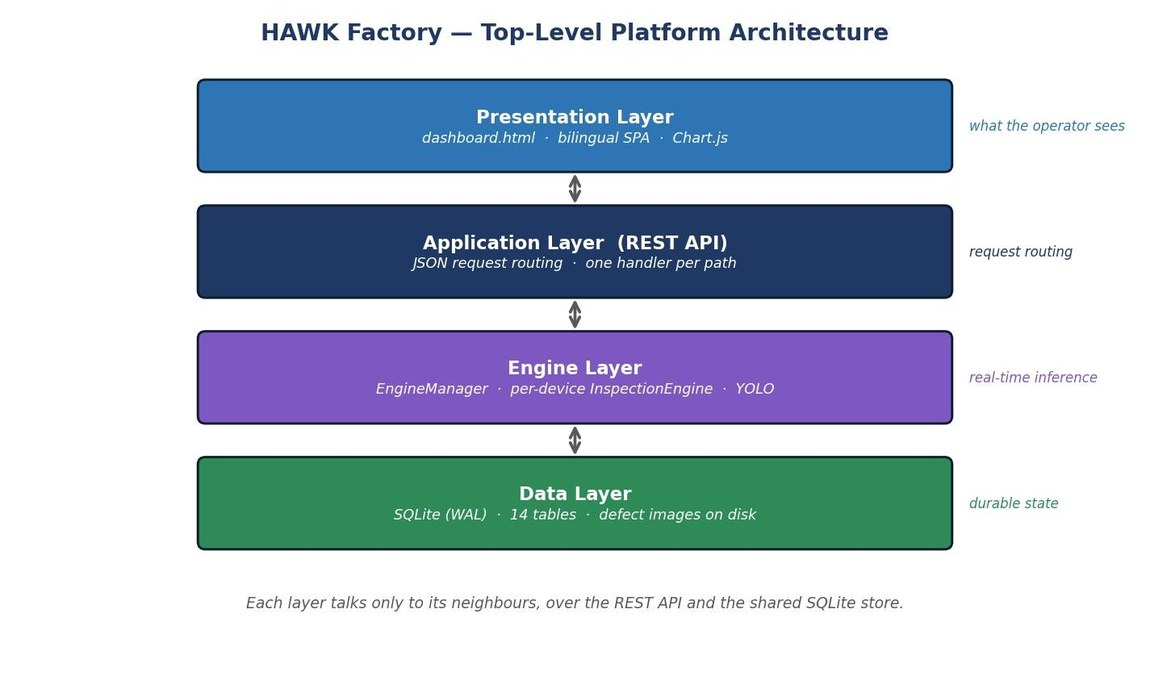 HAWK Factory — Top-Level Platform Architecture
Presentation Layer
dashboard.html · bilingual SPA · Chart.js
what the operator sees
Application Layer (REST API)
JSON request routing · one handler per path
request routing
Engine Layer
EngineManager · per-device InspectionEngine · YOLO
real-time inference
Data Layer
SQLite (WAL) · 14 tables · defect images on disk
durable state
Each layer talks only to its neighbours, over the REST API and the shared SQLite store.